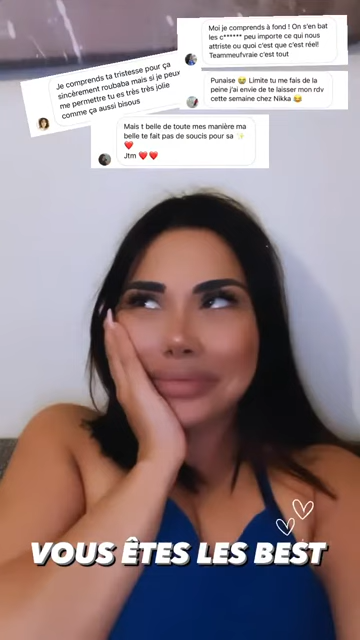 Moi je comprends à fond ! On s'en bat
les c****** peu importe ce qui nous
attriste ou quoi c'est que c'est réel!
Teammeufvraie c'est tout
Je comprends ta tristesse pour ça
sincèrement roubaba mais si je peux
me permettre tu es très très jolie
comme ça aussi bisous
Punaise 😂 Limite tu me fais de la
peine j'ai envie de te laisser mon rdv
cette semaine chez Nikka 😂
Mais t belle de toute mes manière ma
belle te fait pas de soucis pour sa ✨
❤️
Jtm ❤️❤️
VOUS ÊTES LES BEST